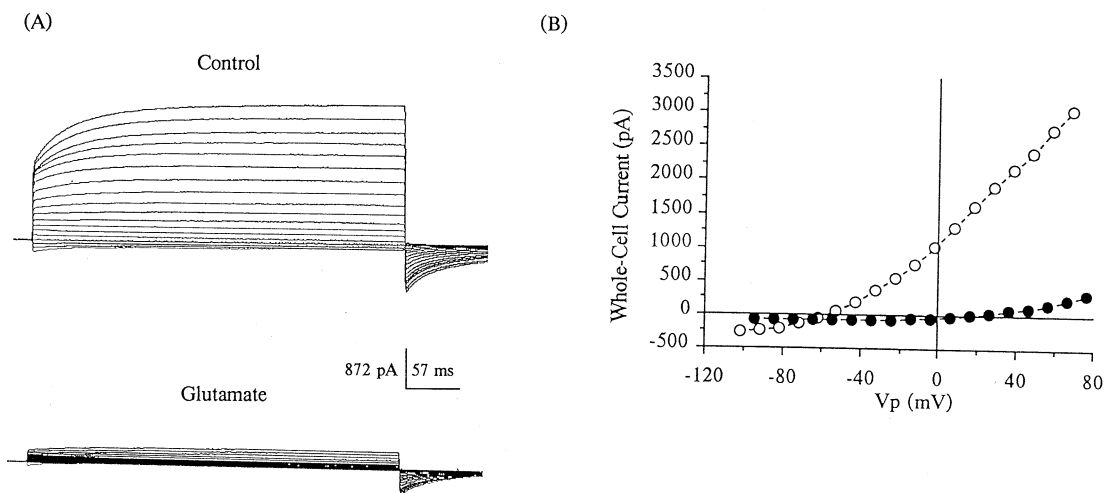 (A)
Control
872 pA
57 ms
Glutamate
(B)
Whole-Cell Current (pA)
3500
3000
2500
2000
1500
1000
500
0
-500
-120
-80
-40
0
40
80
Vp (mV)